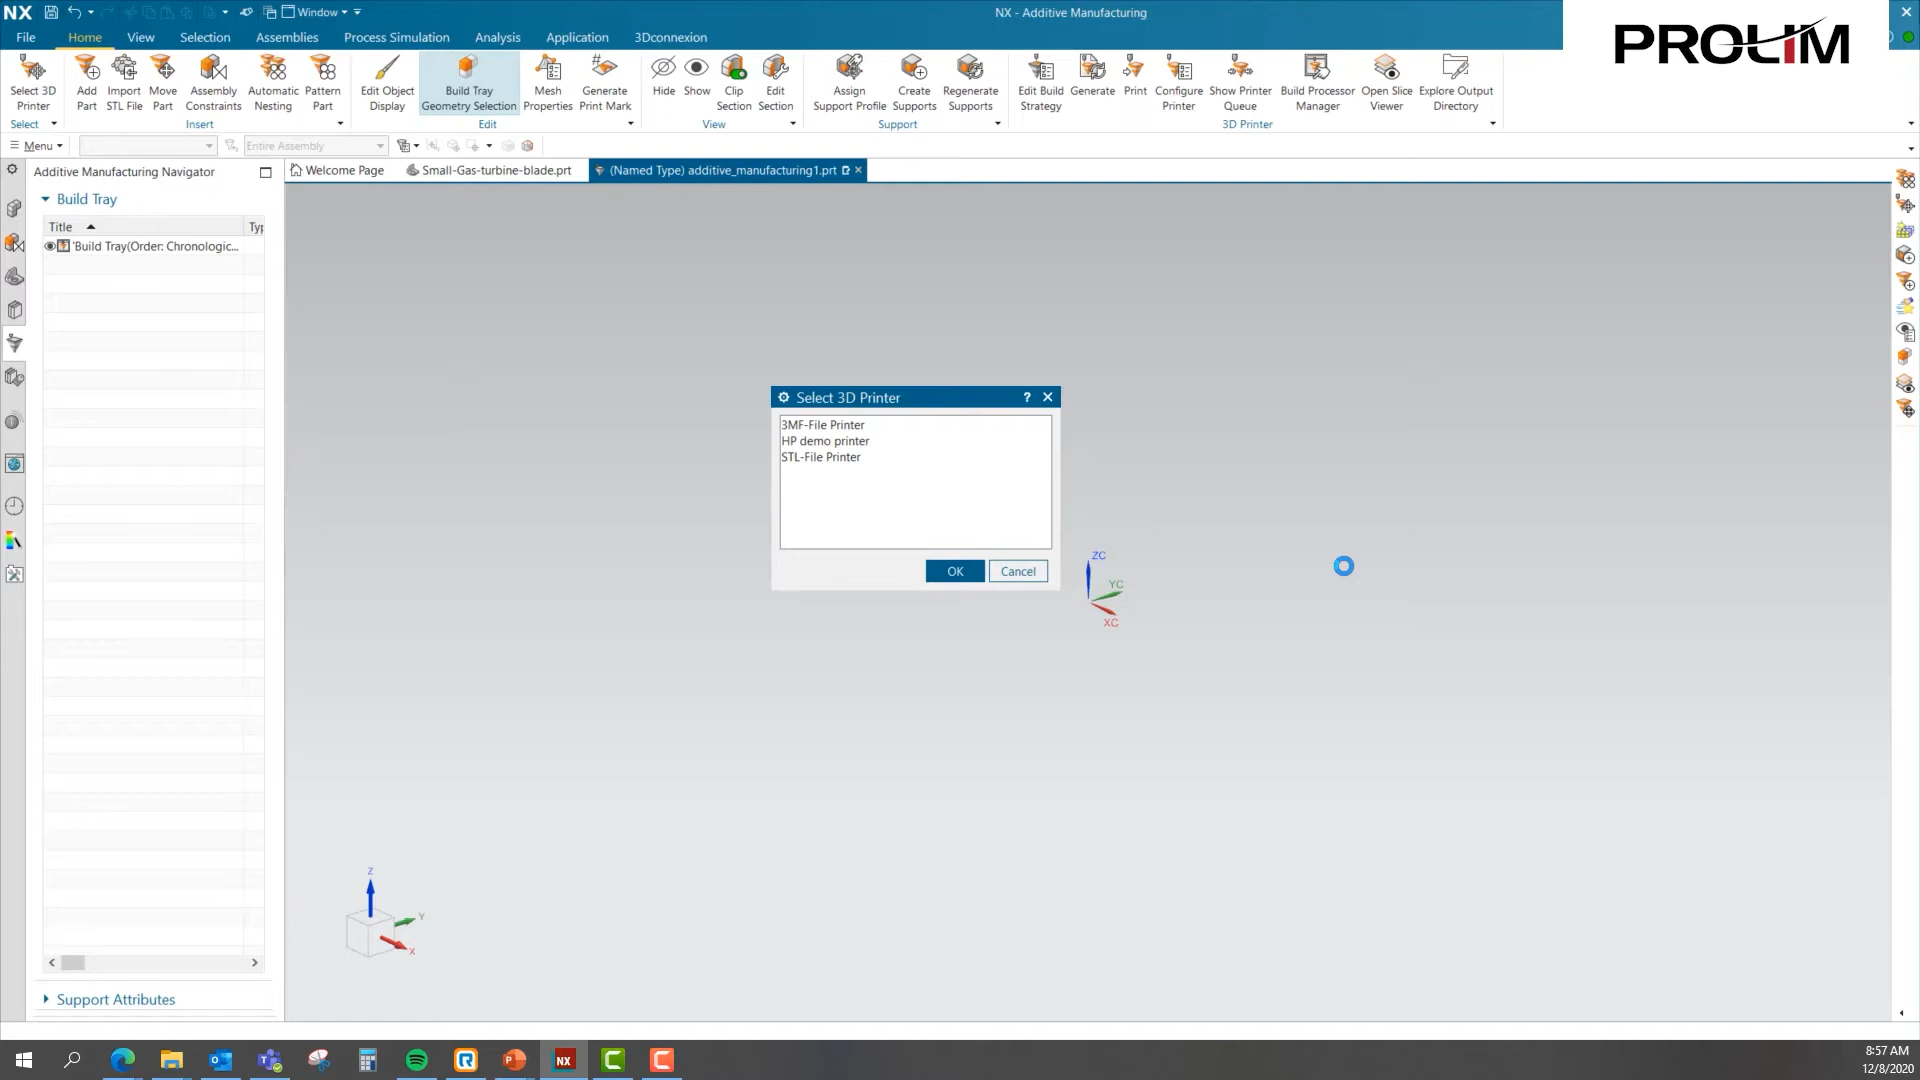 NX
Window
NX - Additive Manufacturing
PROLIM
File Home View Selection Assemblies Process Simulation Analysis Application 3Dconnexion
Select 3D Printer
Add Part
Import STL File
Move Part
Assembly Constraints
Automatic Nesting
Pattern Part
Edit Object Display
Build Tray Geometry Selection
Mesh Properties
Generate Print Mark
Hide
Show
Clip Section
Edit Section
Assign Support Profile
Create Supports
Regenerate Supports
Edit Build Strategy
Generate
Print
Configure Printer
Show Printer Queue
Build Processor Manager
Open Slice Viewer
Explore Output Directory
Select Insert Edit View Support 3D Printer
Menu
Entire Assembly
Additive Manufacturing Navigator
Welcome Page
Small-Gas-turbine-blade.prt
(Named Type) additive_manufacturing1.prt
Build Tray
Title Typ
'Build Tray(Order: Chronologic...
Select 3D Printer
?
3MF-File Printer
HP demo printer
STL-File Printer
OK Cancel
ZC
YC
XC
Z
Y
X
Support Attributes
NX
8:57 AM
12/8/2020